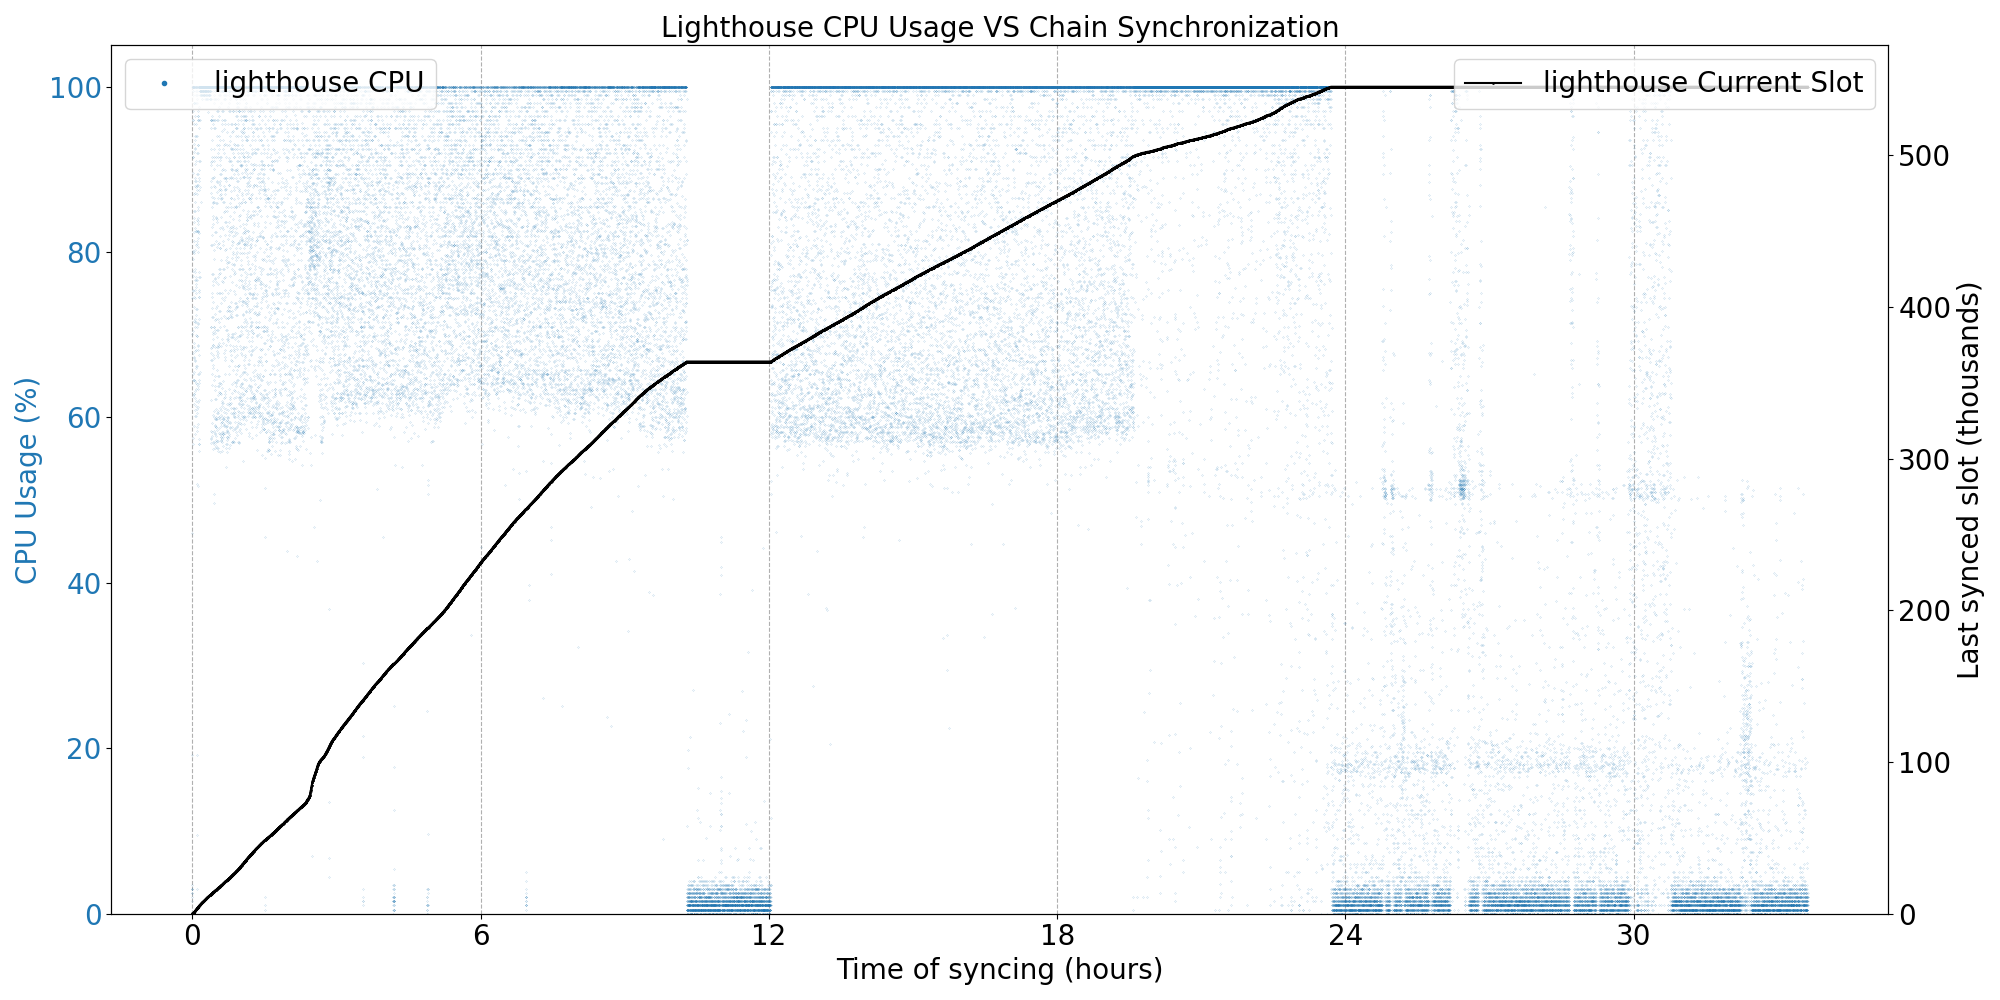 Lighthouse CPU Usage VS Chain Synchronization
lighthouse CPU
lighthouse Current Slot
CPU Usage (%)
100
80
60
40
20
0
Last synced slot (thousands)
500
400
300
200
100
0
0 6 12 18 24 30
Time of syncing (hours)